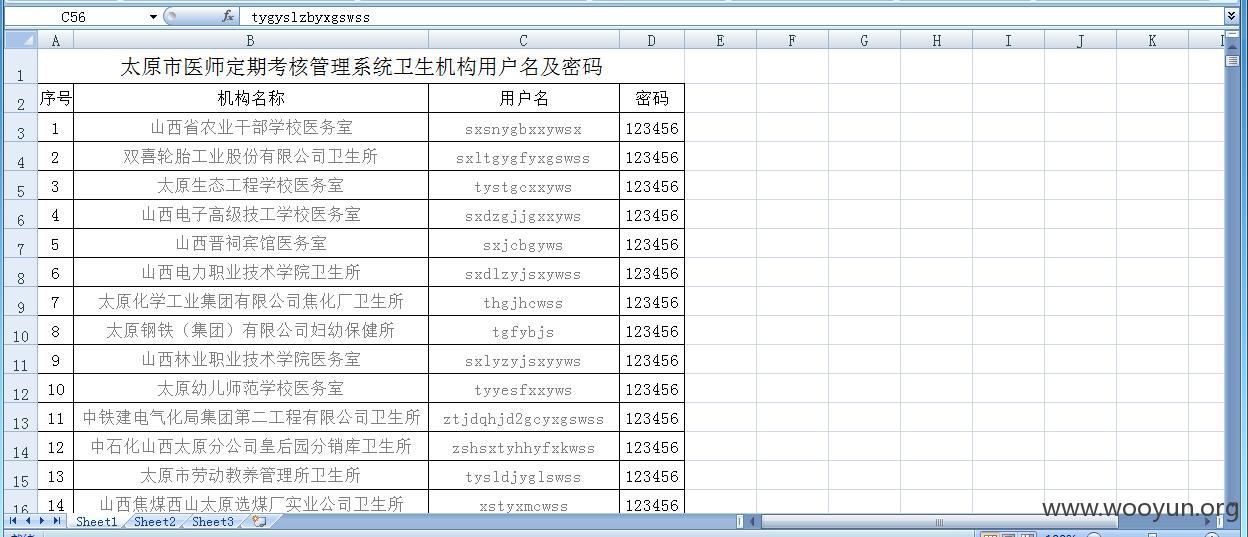 C56 fx tygyslzbyxgswss
A B C D E F G H I J K
1 太原市医师定期考核管理系统卫生机构用户名及密码
2 序号 机构名称 用户名 密码
3 1 山西省农业干部学校医务室 sxsnygbxxywsx 123456
4 2 双喜轮胎工业股份有限公司卫生所 sxltgygfyxgswss 123456
5 3 太原生态工程学校医务室 tystgcxxyws 123456
6 4 山西电子高级技工学校医务室 sxdzgjjgxxyws 123456
7 5 山西晋祠宾馆医务室 sxjcbgyws 123456
8 6 山西电力职业技术学院卫生所 sxdlzyjsxywss 123456
9 7 太原化学工业集团有限公司焦化厂卫生所 thgjhcwss 123456
10 8 太原钢铁（集团）有限公司妇幼保健所 tgfybjs 123456
11 9 山西林业职业技术学院医务室 sxlyzyjsxyyws 123456
12 10 太原幼儿师范学校医务室 tyyesfxxyws 123456
13 11 中铁建电气化局集团第二工程有限公司卫生所 ztjdqhjd2gcyxgswss 123456
14 12 中石化山西太原分公司皇后园分销库卫生所 zshsxtyhhyfxkwss 123456
15 13 太原市劳动教养管理所卫生所 tysldjyglswss 123456
16 14 山西焦煤西山太原选煤厂实业公司卫生所 xstyxmcwss 123456
Sheet1 Sheet2 Sheet3
www.wooyun.org